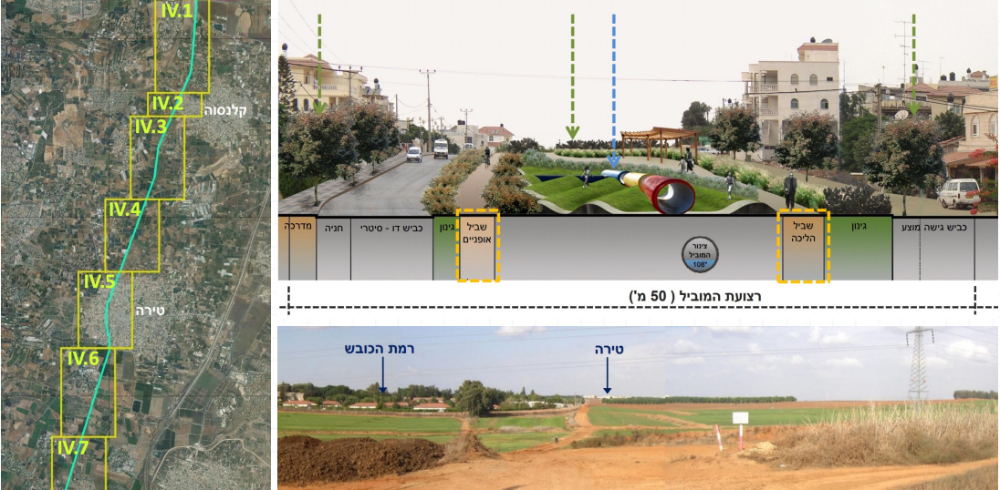 IV.1
IV.2
קלנסוה
IV.3
IV.4
IV.5
טירה
IV.6
IV.7
מדרכה
חניה
כביש דו - סיטרי
גינון
שביל
אופניים
צינור
המוביל
108"
שביל
הליכה
גינון
כביש גישה מוצע
רצועת המוביל ( 50 מ')
רמת הכובש
טירה